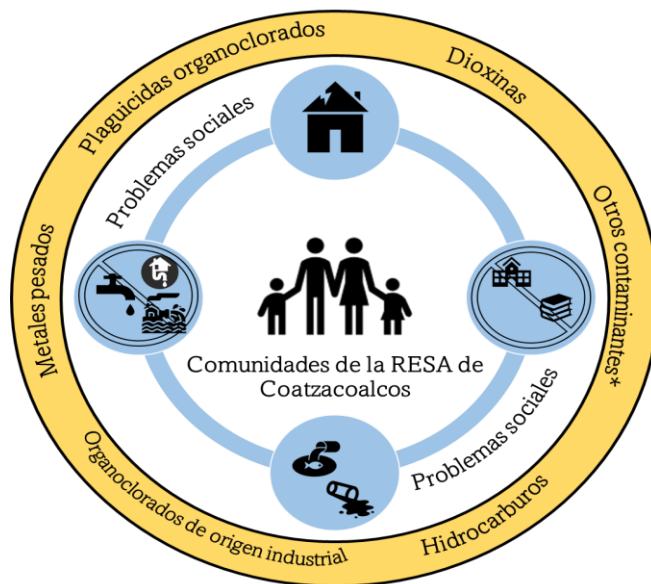 Plaguicidas organoclorados
Dioxinas
Problemas sociales
Metales pesados
Otros contaminantes*
Comunidades de la RESA de
Coatzacoalcos
Problemas sociales
Organoclorados de origen industrial
Hidrocarburos